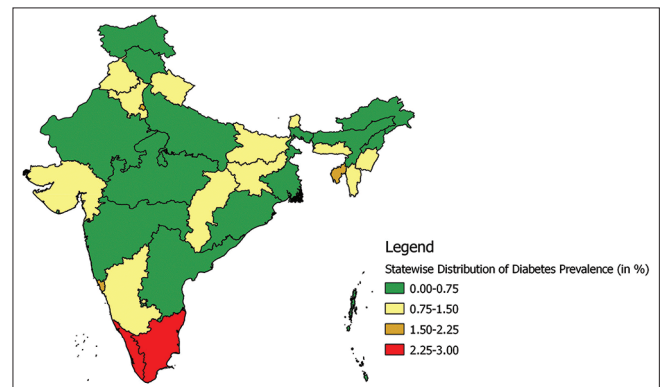 Legend
Statewise Distribution of Diabetes Prevalence (in %)
0.00-0.75
0.75-1.50
1.50-2.25
2.25-3.00